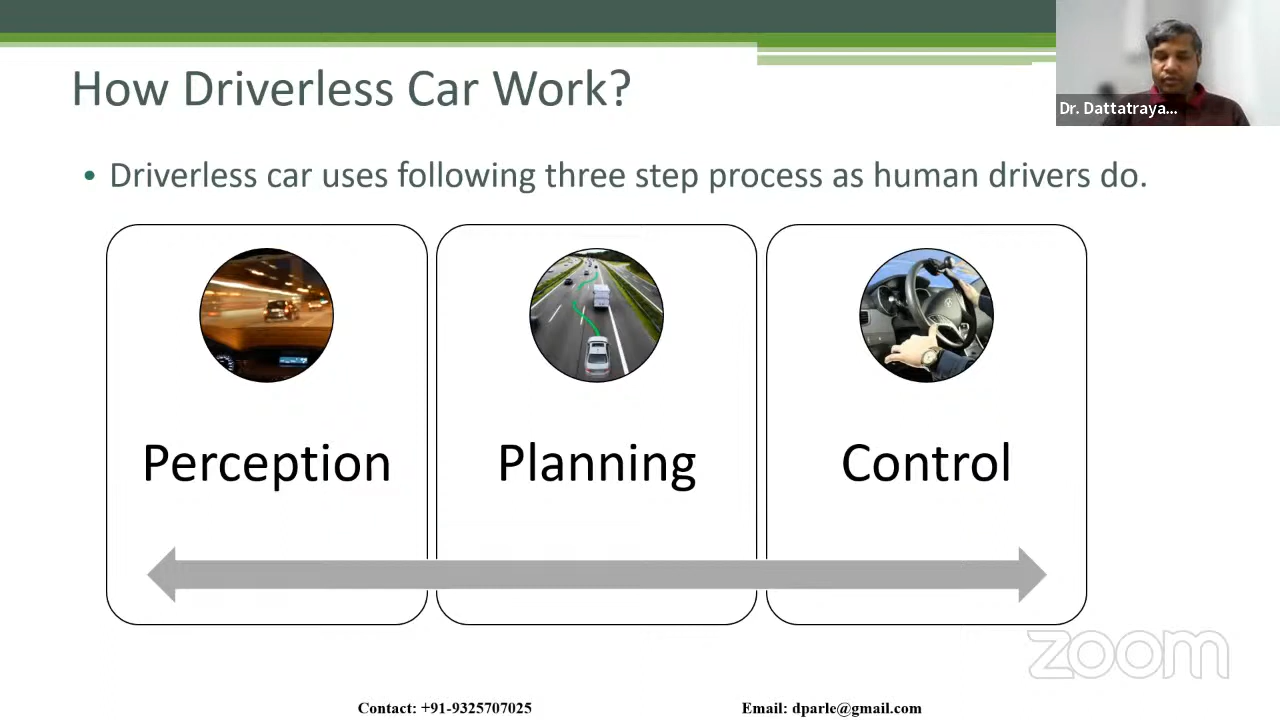 How Driverless Car Work?
Dr. Dattatraya...
• Driverless car uses following three step process as human drivers do.
Perception
Planning
Control
zoom
Contact: +91-9325707025
Email: dparle@gmail.com